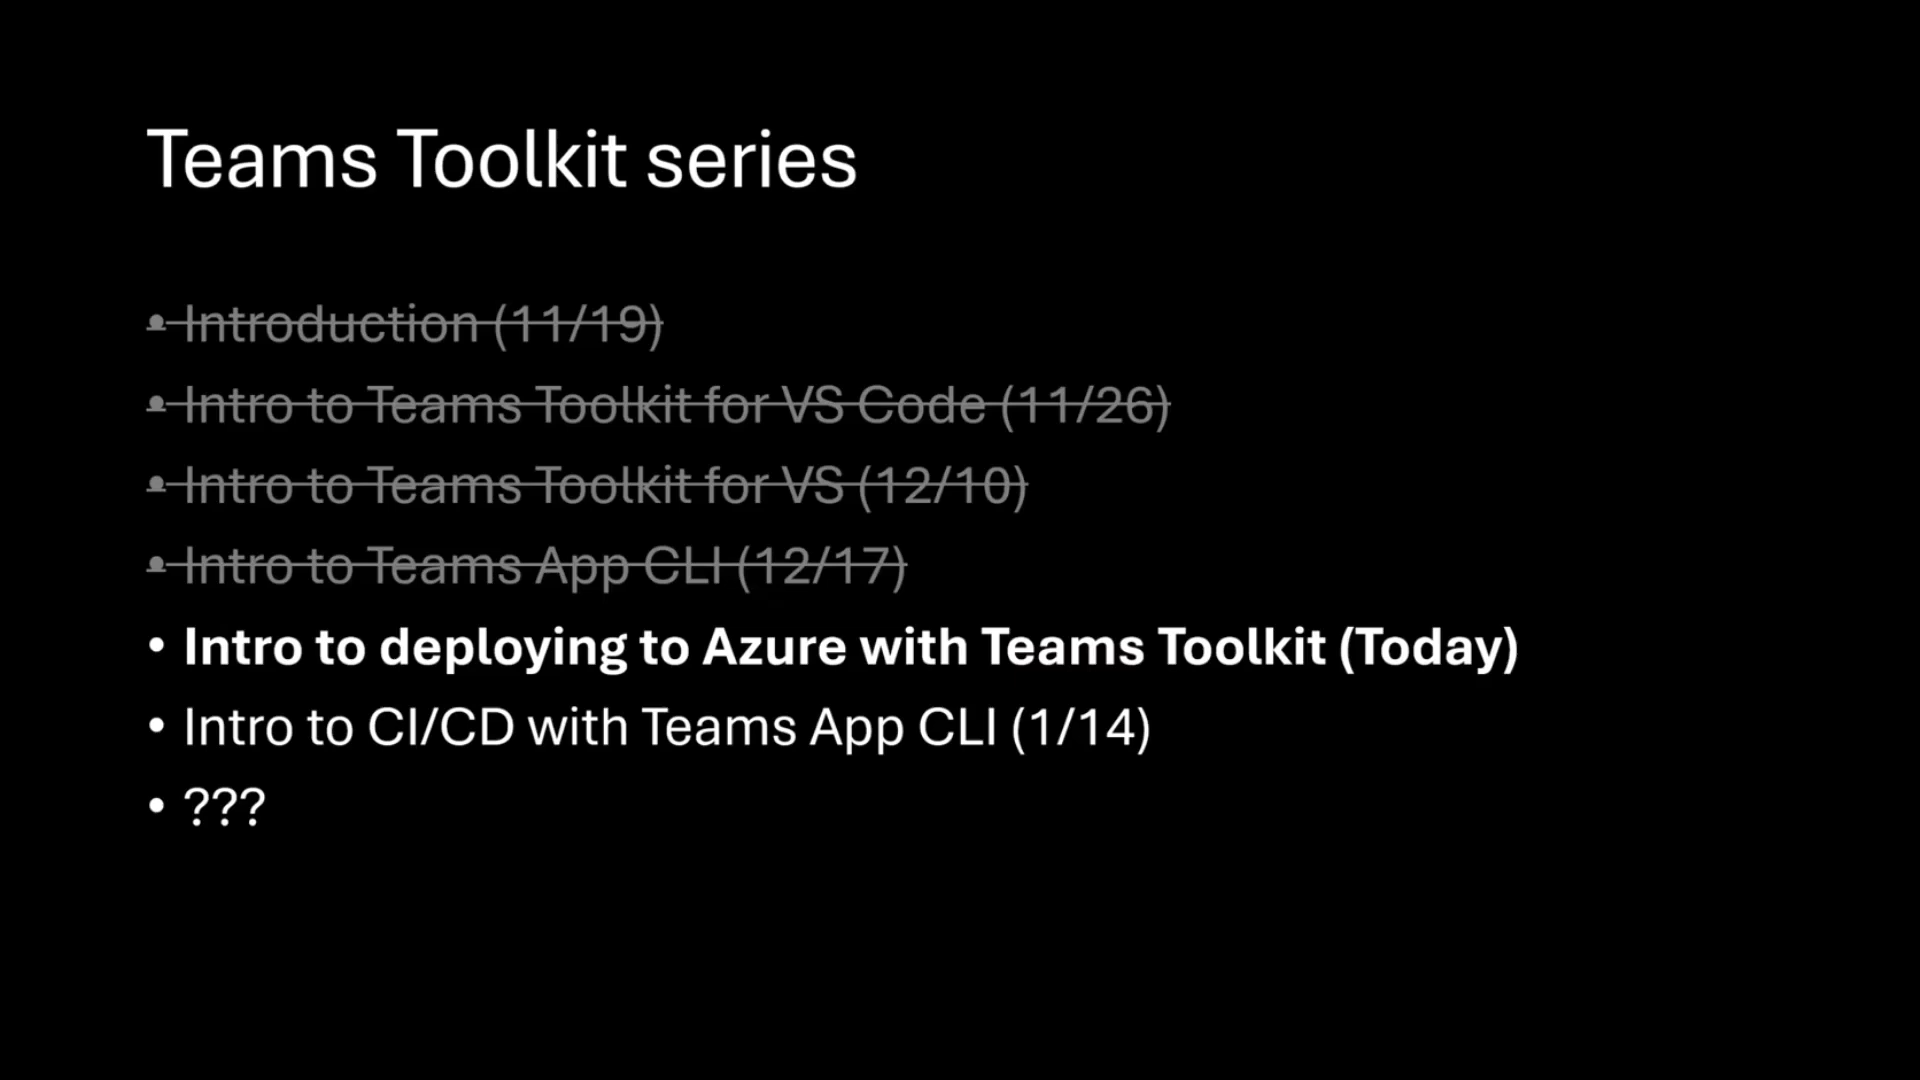 Teams Toolkit series
• Introduction (11/19)
• Intro to Teams Toolkit for VS Code (11/26)
• Intro to Teams Toolkit for VS (12/10)
• Intro to Teams App CLI (12/17)
• Intro to deploying to Azure with Teams Toolkit (Today)
• Intro to CI/CD with Teams App CLI (1/14)
• ???